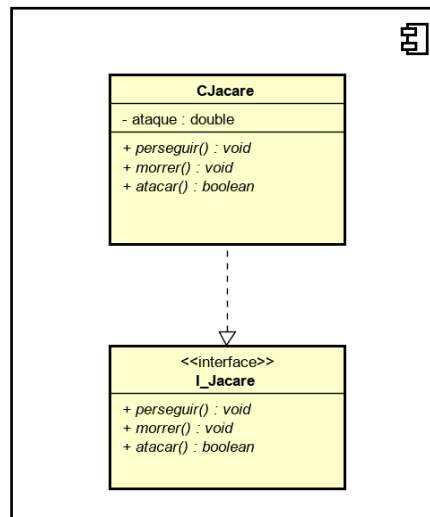 CJacare
- ataque : double
+ perseguir() : void
+ morrer() : void
+ atacar() : boolean
<<interface>>
I_Jacare
+ perseguir() : void
+ morrer() : void
+ atacar() : boolean